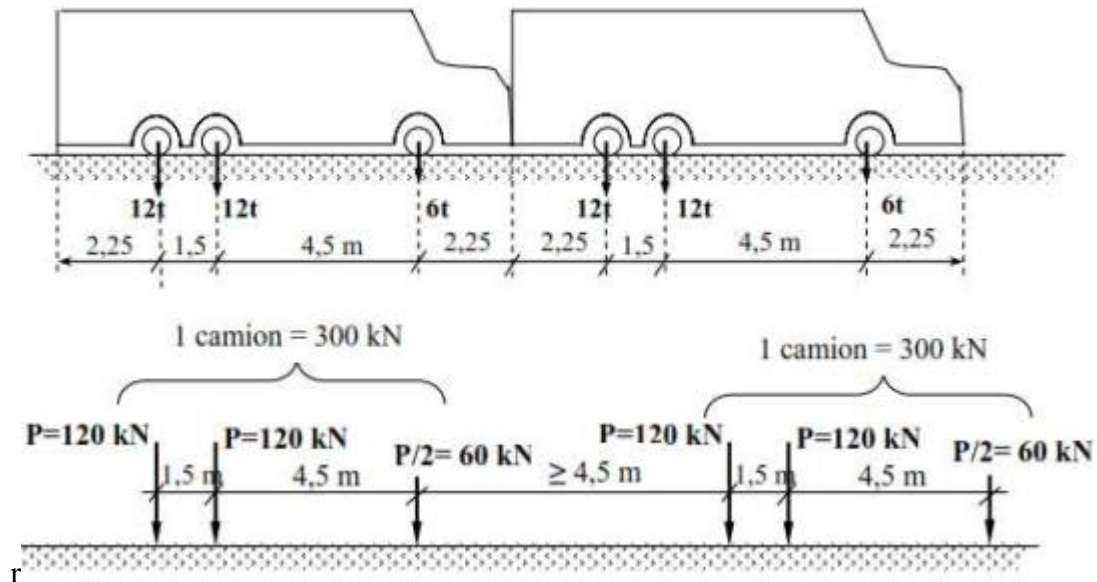 12t 12t 6t 12t 12t 6t
2,25 1,5 4,5 m 2,25 2,25 1,5 4,5 m 2,25
1 camion = 300 kN 1 camion = 300 kN
P=120 kN P=120 kN P/2= 60 kN P=120 kN P=120 kN P/2= 60 kN
1,5 m 4,5 m ≥ 4,5 m 1,5 m 4,5 m
r